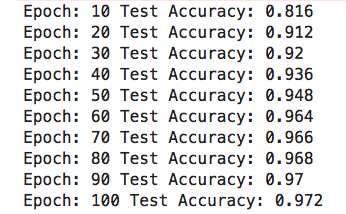 Epoch: 10 Test Accuracy: 0.816
Epoch: 20 Test Accuracy: 0.912
Epoch: 30 Test Accuracy: 0.92
Epoch: 40 Test Accuracy: 0.936
Epoch: 50 Test Accuracy: 0.948
Epoch: 60 Test Accuracy: 0.964
Epoch: 70 Test Accuracy: 0.966
Epoch: 80 Test Accuracy: 0.968
Epoch: 90 Test Accuracy: 0.97
Epoch: 100 Test Accuracy: 0.972